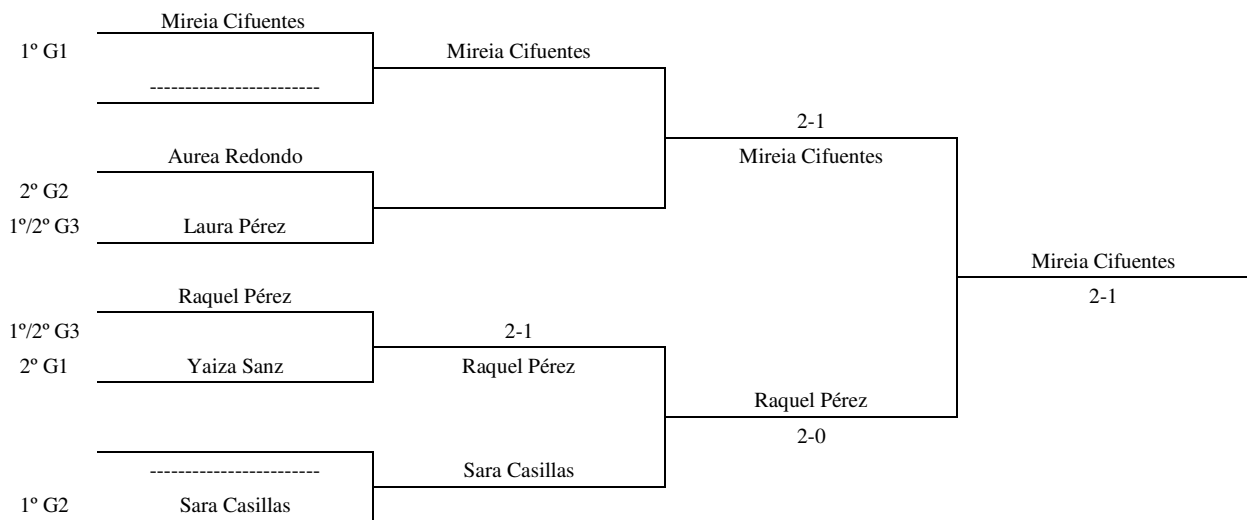 Mireia Cifuentes
1º G1
Mireia Cifuentes
------------------------
2-1
Aurea Redondo
Mireia Cifuentes
2º G2
1º/2º G3
Laura Pérez
Mireia Cifuentes
2-1
Raquel Pérez
1º/2º G3
2-1
2º G1
Yaiza Sanz
Raquel Pérez
Raquel Pérez
2-0
------------------------
Sara Casillas
1º G2
Sara Casillas